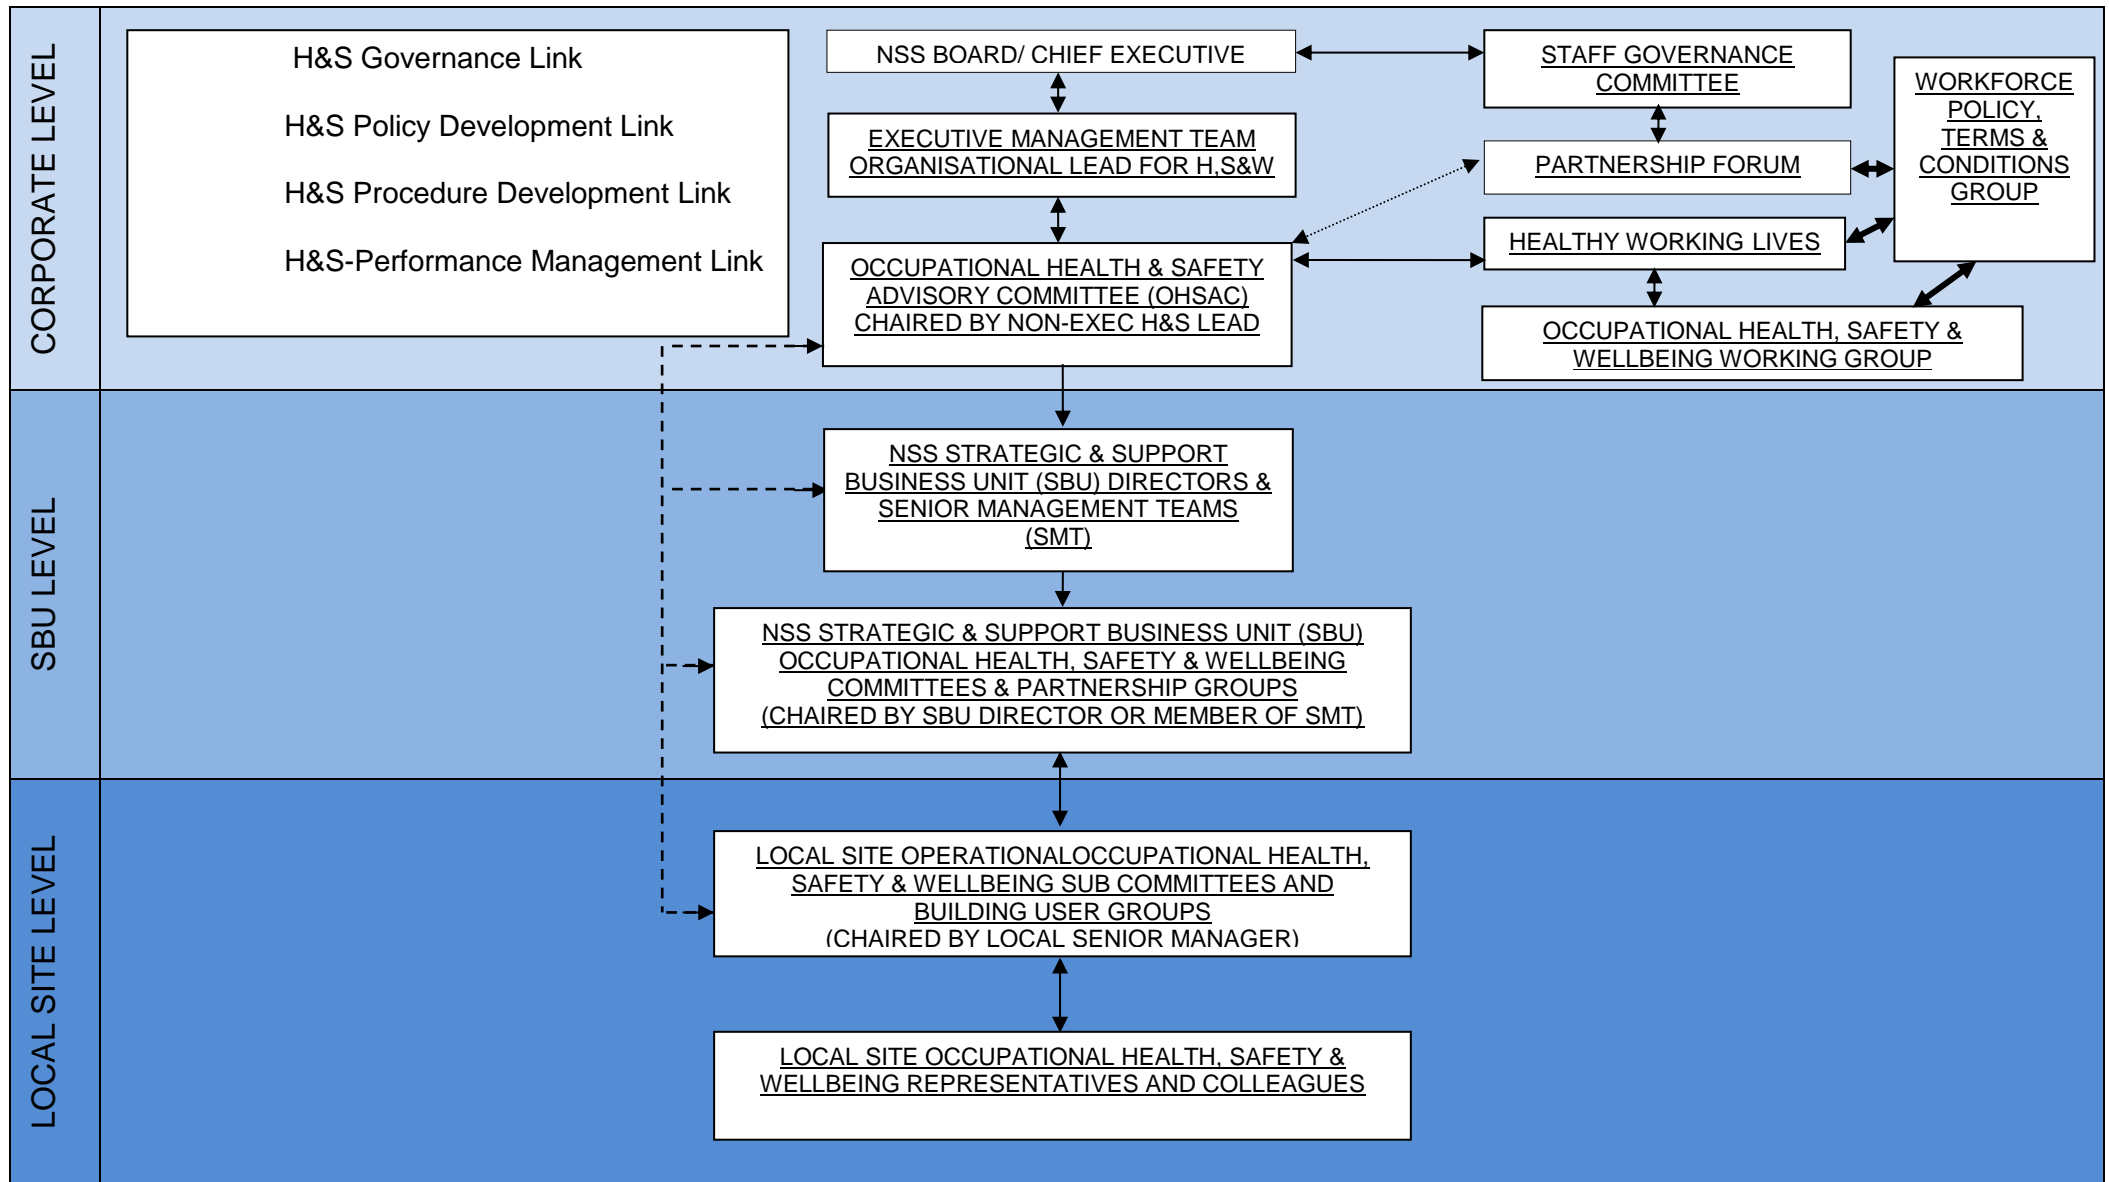 CORPORATE LEVEL
H&S Governance Link
H&S Policy Development Link
H&S Procedure Development Link
H&S-Performance Management Link
NSS BOARD/ CHIEF EXECUTIVE
EXECUTIVE MANAGEMENT TEAM
ORGANISATIONAL LEAD FOR H,S&W
OCCUPATIONAL HEALTH & SAFETY
ADVISORY COMMITTEE (OHSAC)
CHAIRED BY NON-EXEC H&S LEAD
STAFF GOVERNANCE
COMMITTEE
PARTNERSHIP FORUM
HEALTHY WORKING LIVES
OCCUPATIONAL HEALTH, SAFETY &
WELLBEING WORKING GROUP
WORKFORCE
POLICY,
TERMS &
CONDITIONS
GROUP
SBU LEVEL
NSS STRATEGIC & SUPPORT
BUSINESS UNIT (SBU) DIRECTORS &
SENIOR MANAGEMENT TEAMS
(SMT)
NSS STRATEGIC & SUPPORT BUSINESS UNIT (SBU)
OCCUPATIONAL HEALTH, SAFETY & WELLBEING
COMMITTEES & PARTNERSHIP GROUPS
(CHAIRED BY SBU DIRECTOR OR MEMBER OF SMT)
LOCAL SITE LEVEL
LOCAL SITE OPERATIONALOCCUPATIONAL HEALTH,
SAFETY & WELLBEING SUB COMMITTEES AND
BUILDING USER GROUPS
(CHAIRED BY LOCAL SENIOR MANAGER)
LOCAL SITE OCCUPATIONAL HEALTH, SAFETY &
WELLBEING REPRESENTATIVES AND COLLEAGUES